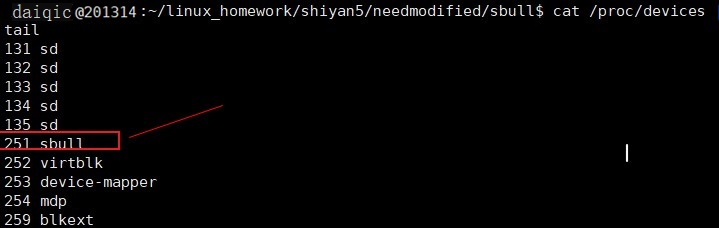 daiqic@201314:~/linux_homework/shiyan5/needmodified/sbull$ cat /proc/devices
tail
131 sd
132 sd
133 sd
134 sd
135 sd
251 sbull
252 virtblk
253 device-mapper
254 mdp
259 blkext